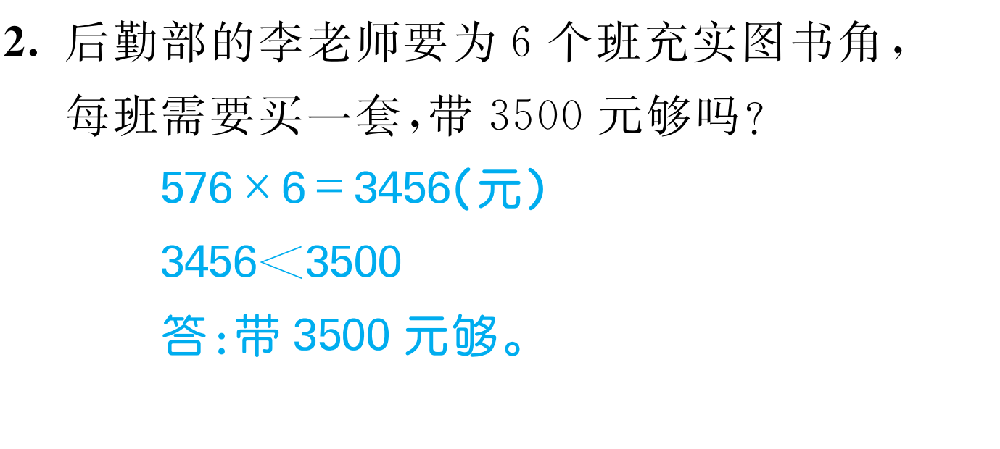 2. 后勤部的李老师要为 6 个班充实图书角，
每班需要买一套，带 3500 元够吗？
576×6=3456(元)
3456<3500
答：带 3500 元够。